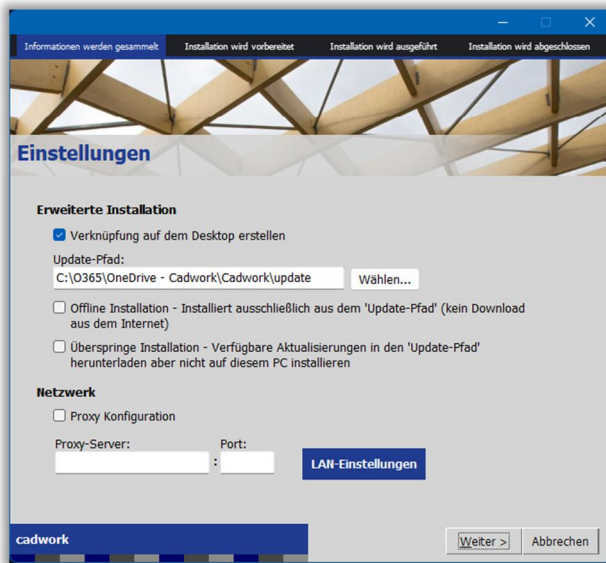 Informationen werden gesammelt Installation wird vorbereitet Installation wird ausgeführt Installation wird abgeschlossen
Einstellungen
Erweiterte Installation
Verknüpfung auf dem Desktop erstellen
Update-Pfad:
C:\O365\OneDrive - Cadwork\Cadwork\update Wählen...
Offline Installation - Installiert ausschließlich aus dem 'Update-Pfad' (kein Download
aus dem Internet)
Überspringe Installation - Verfügbare Aktualisierungen in den 'Update-Pfad'
herunterladen aber nicht auf diesem PC installieren
Netzwerk
Proxy Konfiguration
Proxy-Server: Port:
: LAN-Einstellungen
cadwork Weiter > Abbrechen